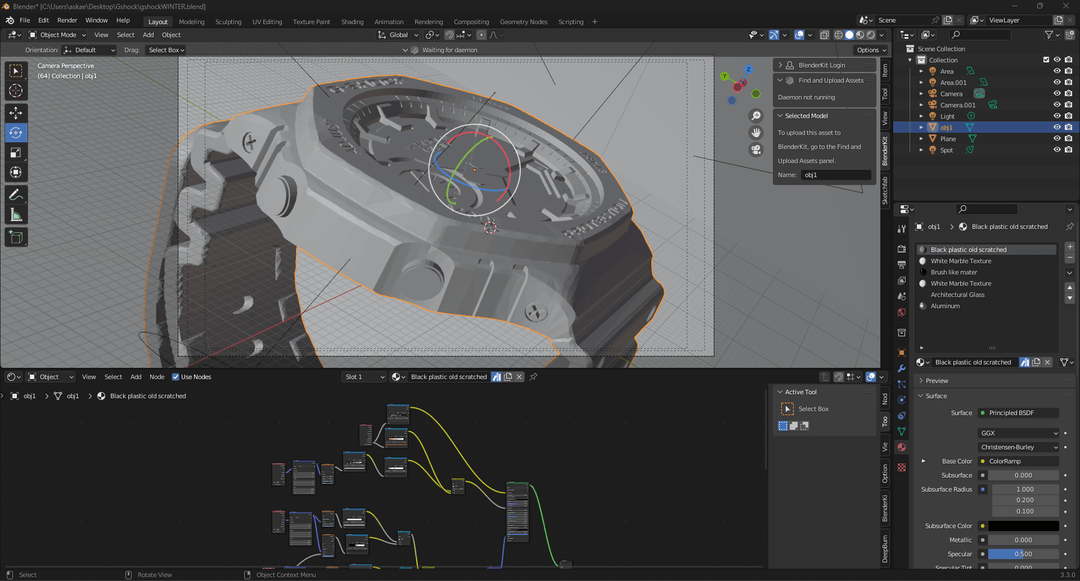 Blender* [C:\Users\askae\Desktop\Gshock\gshockWINTER.blend]
File Edit Render Window Help Layout Modeling Sculpting UV Editing Texture Paint Shading Animation Rendering Compositing Geometry Nodes Scripting + Scene ViewLayer
Object Mode View Select Add Object Global
Orientation: Default Drag: Select Box Waiting for daemon Options
Camera Perspective
(64) Collection | obj1
BlenderKit Login
Find and Upload Assets
Daemon not running
Selected Model
To upload this asset to
BlenderKit, go to the Find and
Upload Assets panel.
Name: obj1
Item
Tool
View
BlenderKit
Sketchfab
Y
Z
Scene Collection
Collection
Area
Area.001
Camera
Camera.001
Light
obj1
Plane
Spot
obj1 > Black plastic old scratched
Black plastic old scratched
White Marble Texture
Brush like mater
White Marble Texture
Architectural Glass
Aluminum
Black plastic old scratched
Preview
Surface
Surface Principled BSDF
GGX
Christensen-Burley
Base Color ColorRamp
Subsurface 0.000
Subsurface Radius 1.000
0.200
0.100
Subsurface Color
Metallic 0.000
Specular 0.500
Specular Tint 0.000
Object View Select Add Node Use Nodes Slot 1 Black plastic old scratched
obj1 > obj1 > Black plastic old scratched
Active Tool
Select Box
Nod
Too
Vie
Option
BlenderKi
DeepBum
Select Rotate View Object Context Menu 3.3.0